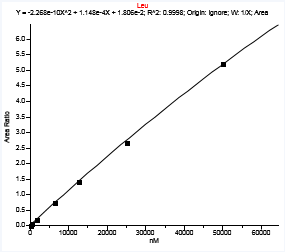 Leu
Y = -2.268e-10X^2 + 1.148e-4X + 1.806e-2; R^2: 0.9998; Origin: Ignore; W: 1/X; Area
6.0
5.5
5.0
4.5
4.0
3.5
3.0
2.5
2.0
1.5
1.0
0.5
0.0
Area Ratio
0 10000 20000 30000 40000 50000 60000
nM